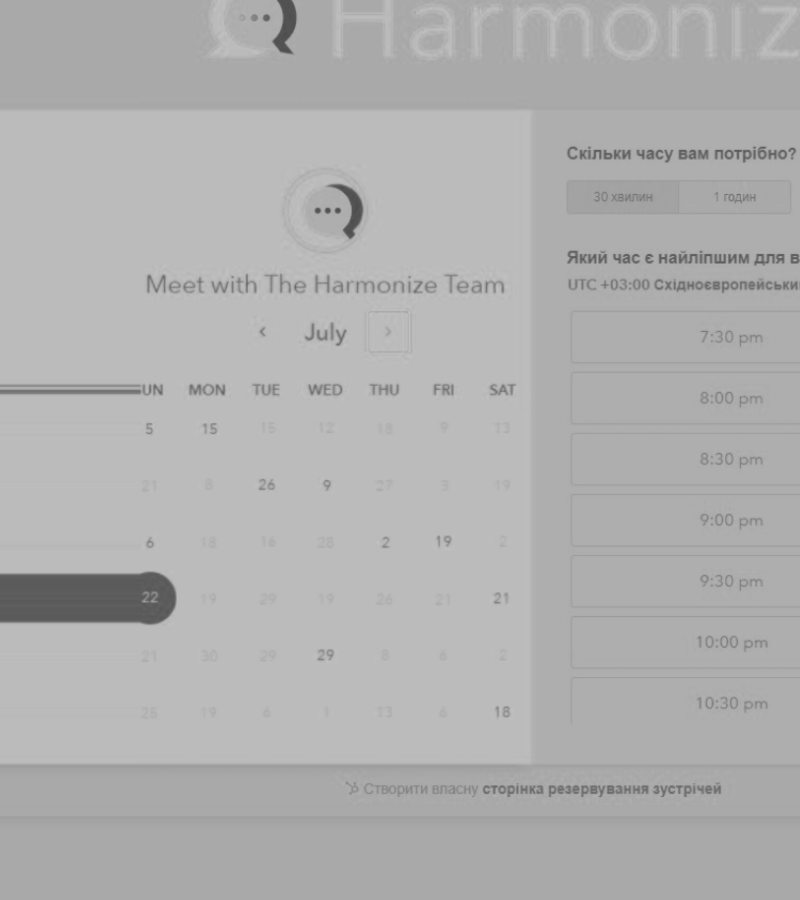 Harmoniz
Meet with The Harmonize Team
July
UN MON TUE WED THU FRI SAT
5 15 15 12 18 9 13
21 8 26 9 27 3 19
6 18 16 28 2 19 2
22 19 29 19 26 21 21
21 30 29 29 8 6 2
25 19 6 1 13 6 18
Скільки часу вам потрібно?
30 хвилин 1 годин
Який час є найліпшим для в
UTC +03:00 Східноєвропейськи
7:30 pm
8:00 pm
8:30 pm
9:00 pm
9:30 pm
10:00 pm
10:30 pm
Створити власну сторінка резервування зустрічей